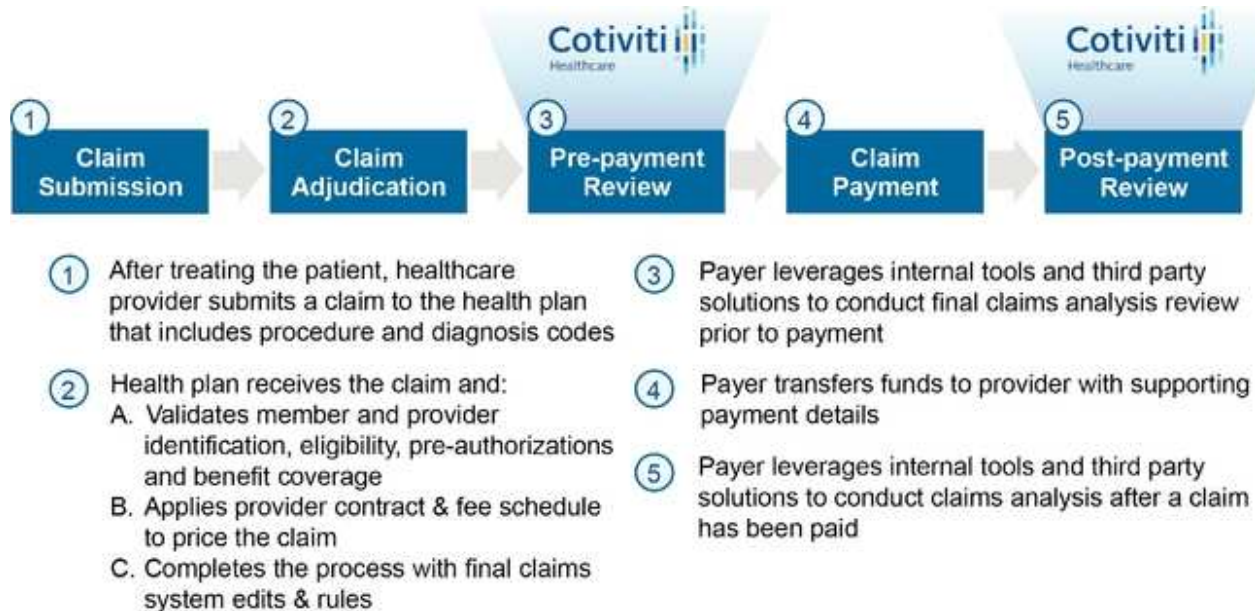 Cotiviti
Healthcare
Cotiviti
Healthcare
1
Claim
Submission
2
Claim
Adjudication
3
Pre-payment
Review
4
Claim
Payment
5
Post-payment
Review
1 After treating the patient, healthcare
provider submits a claim to the health plan
that includes procedure and diagnosis codes
2 Health plan receives the claim and:
A. Validates member and provider
identification, eligibility, pre-authorizations
and benefit coverage
B. Applies provider contract & fee schedule
to price the claim
C. Completes the process with final claims
system edits & rules
3 Payer leverages internal tools and third party
solutions to conduct final claims analysis review
prior to payment
4 Payer transfers funds to provider with supporting
payment details
5 Payer leverages internal tools and third party
solutions to conduct claims analysis after a claim
has been paid